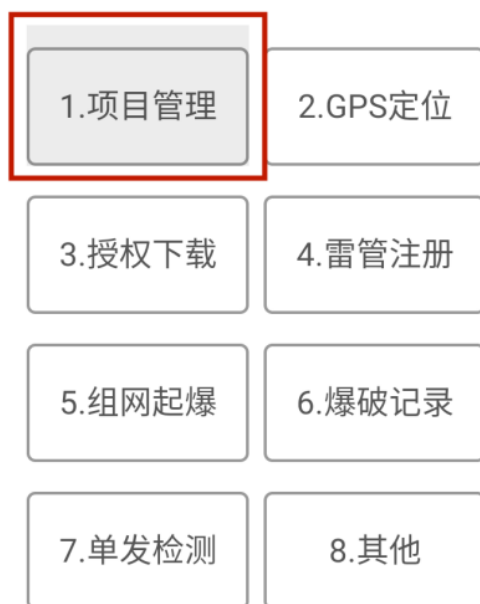 1.项目管理
2.GPS定位
3.授权下载
4.雷管注册
5.组网起爆
6.爆破记录
7.单发检测
8.其他